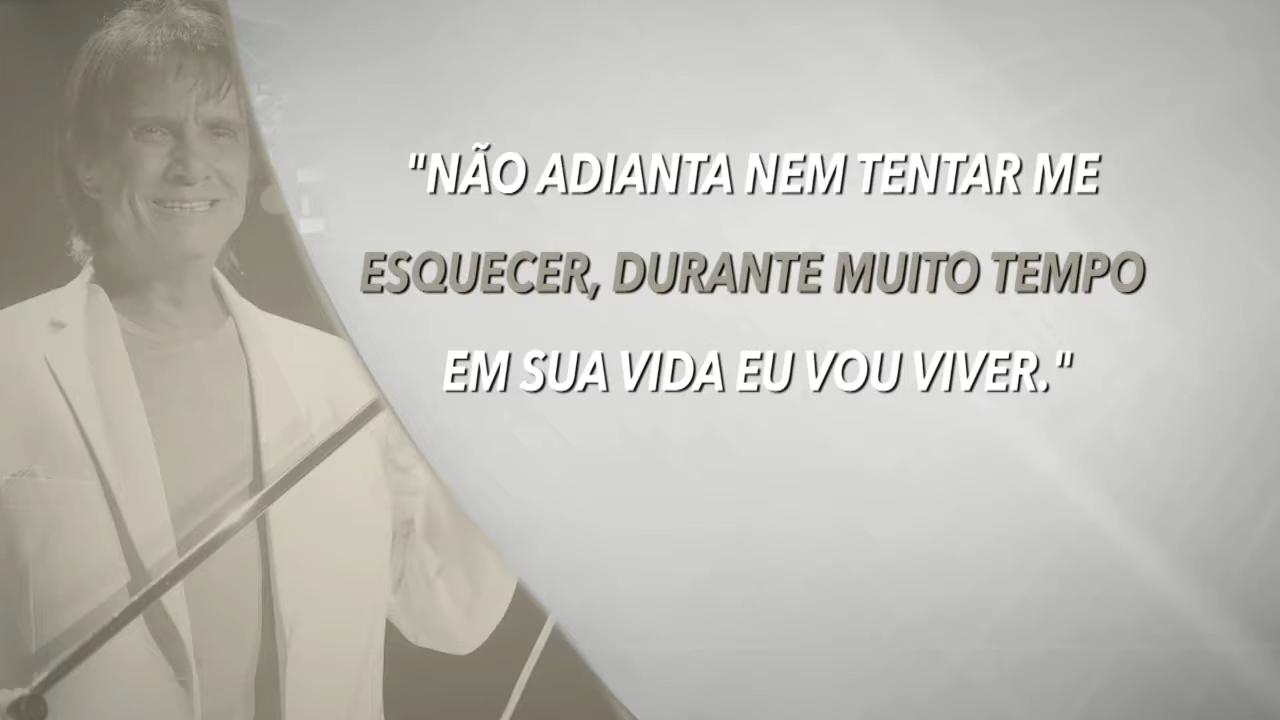 "NÃO ADIANTA NEM TENTAR ME
ESQUECER, DURANTE MUITO TEMPO
EM SUA VIDA EU VOU VIVER."